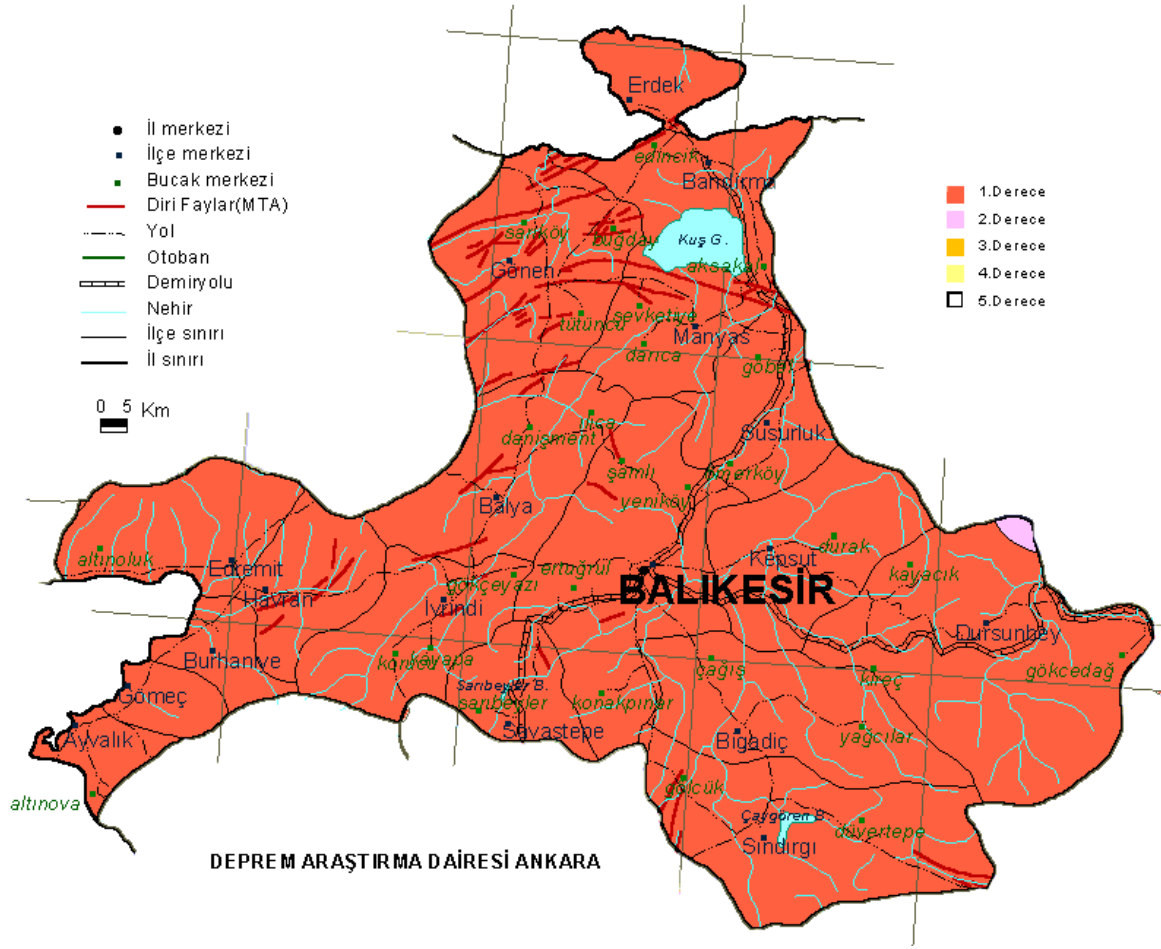 Erdek
İl merkezi
İlçe merkezi
Bucak merkezi
Diri Faylar(MTA)
Yol
Otoban
Demiryolu
Nehir
İlçe sınırı
İl sınırı
0 5 Km
1.Derece
2.Derece
3.Derece
4.Derece
5.Derece
edincik
Bandırma
sarıköy
buğday
Kuş G.
Gönen
aksakal
tütüncü
şevketiye
Manyas
darıca
göbel
ılıca
danışment
Susurluk
şamlı
ömerköy
yeniköy
Balya
altınoluk
Edremit
Havran
gökçeyazı
ertuğrul
İvrindi
BALIKESİR
Kepsut
durak
kayacık
Dursunbey
Burhaniye
korucu
kayapa
çağış
kireç
gökcedağ
Gömeç
Sarıbeyler B.
sarıbeyler
konakpınar
Savastepe
Ayvalık
Bigadiç
yağcılar
altınova
gölcük
Çaygören B.
düvertepe
Sındırgı
DEPREM ARAŞTIRMA DAİRESİ ANKARA